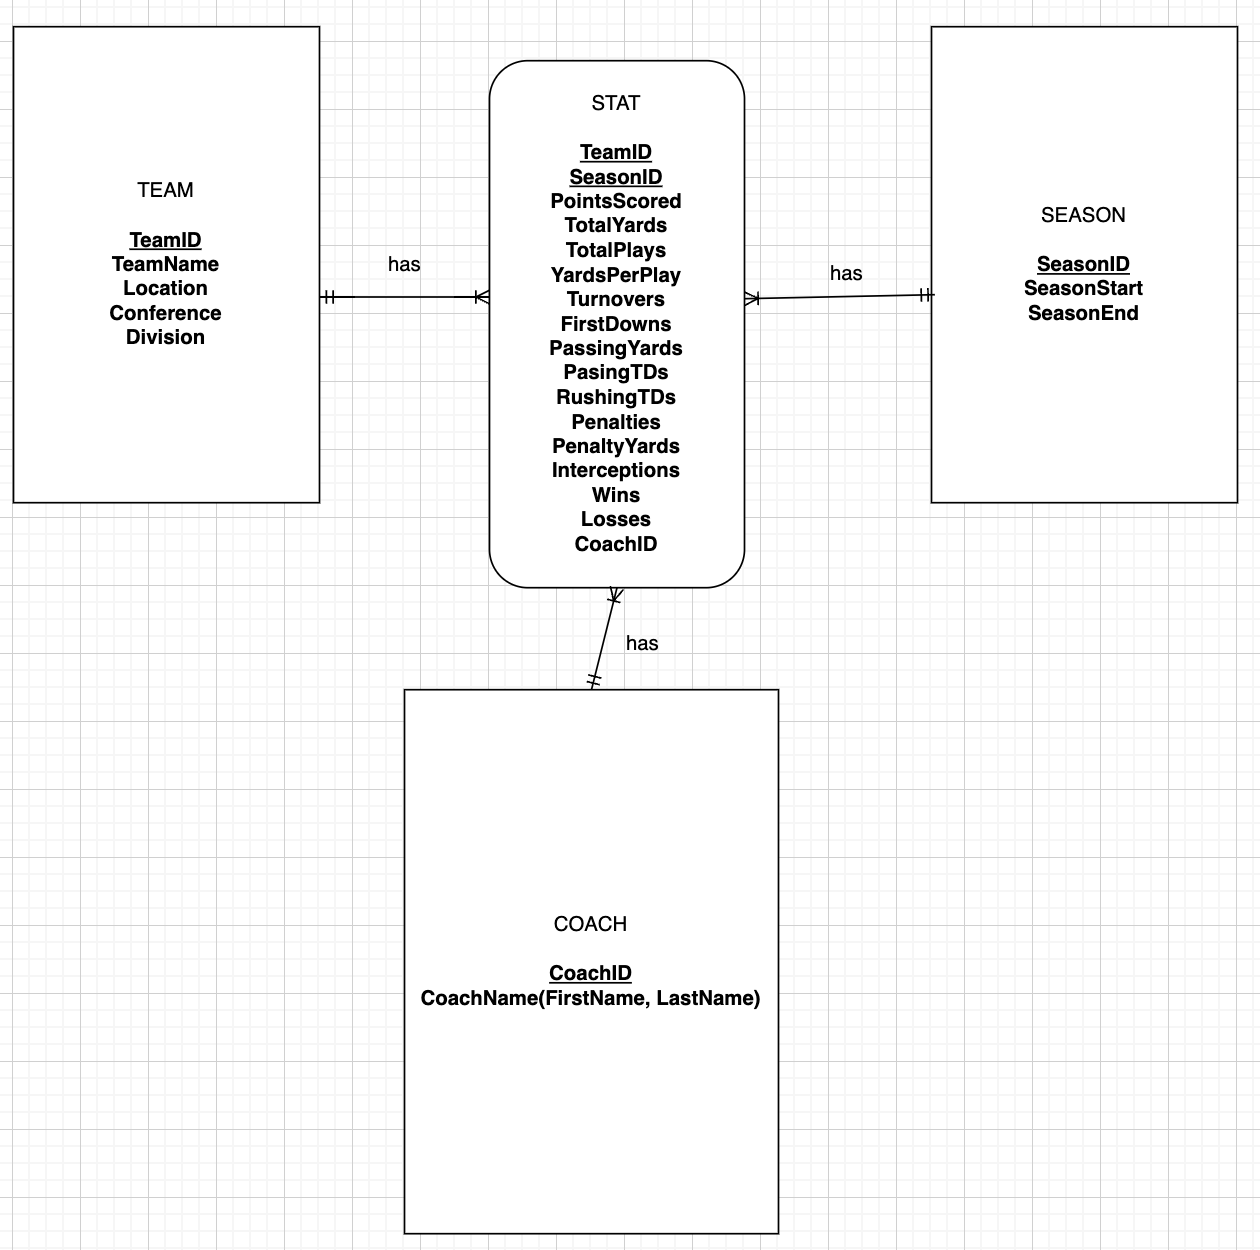 TEAM
TeamID
TeamName
Location
Conference
Division
has
STAT
TeamID
SeasonID
PointsScored
TotalYards
TotalPlays
YardsPerPlay
Turnovers
FirstDowns
PassingYards
PasingTDs
RushingTDs
Penalties
PenaltyYards
Interceptions
Wins
Losses
CoachID
has
SEASON
SeasonID
SeasonStart
SeasonEnd
has
COACH
CoachID
CoachName(FirstName, LastName)